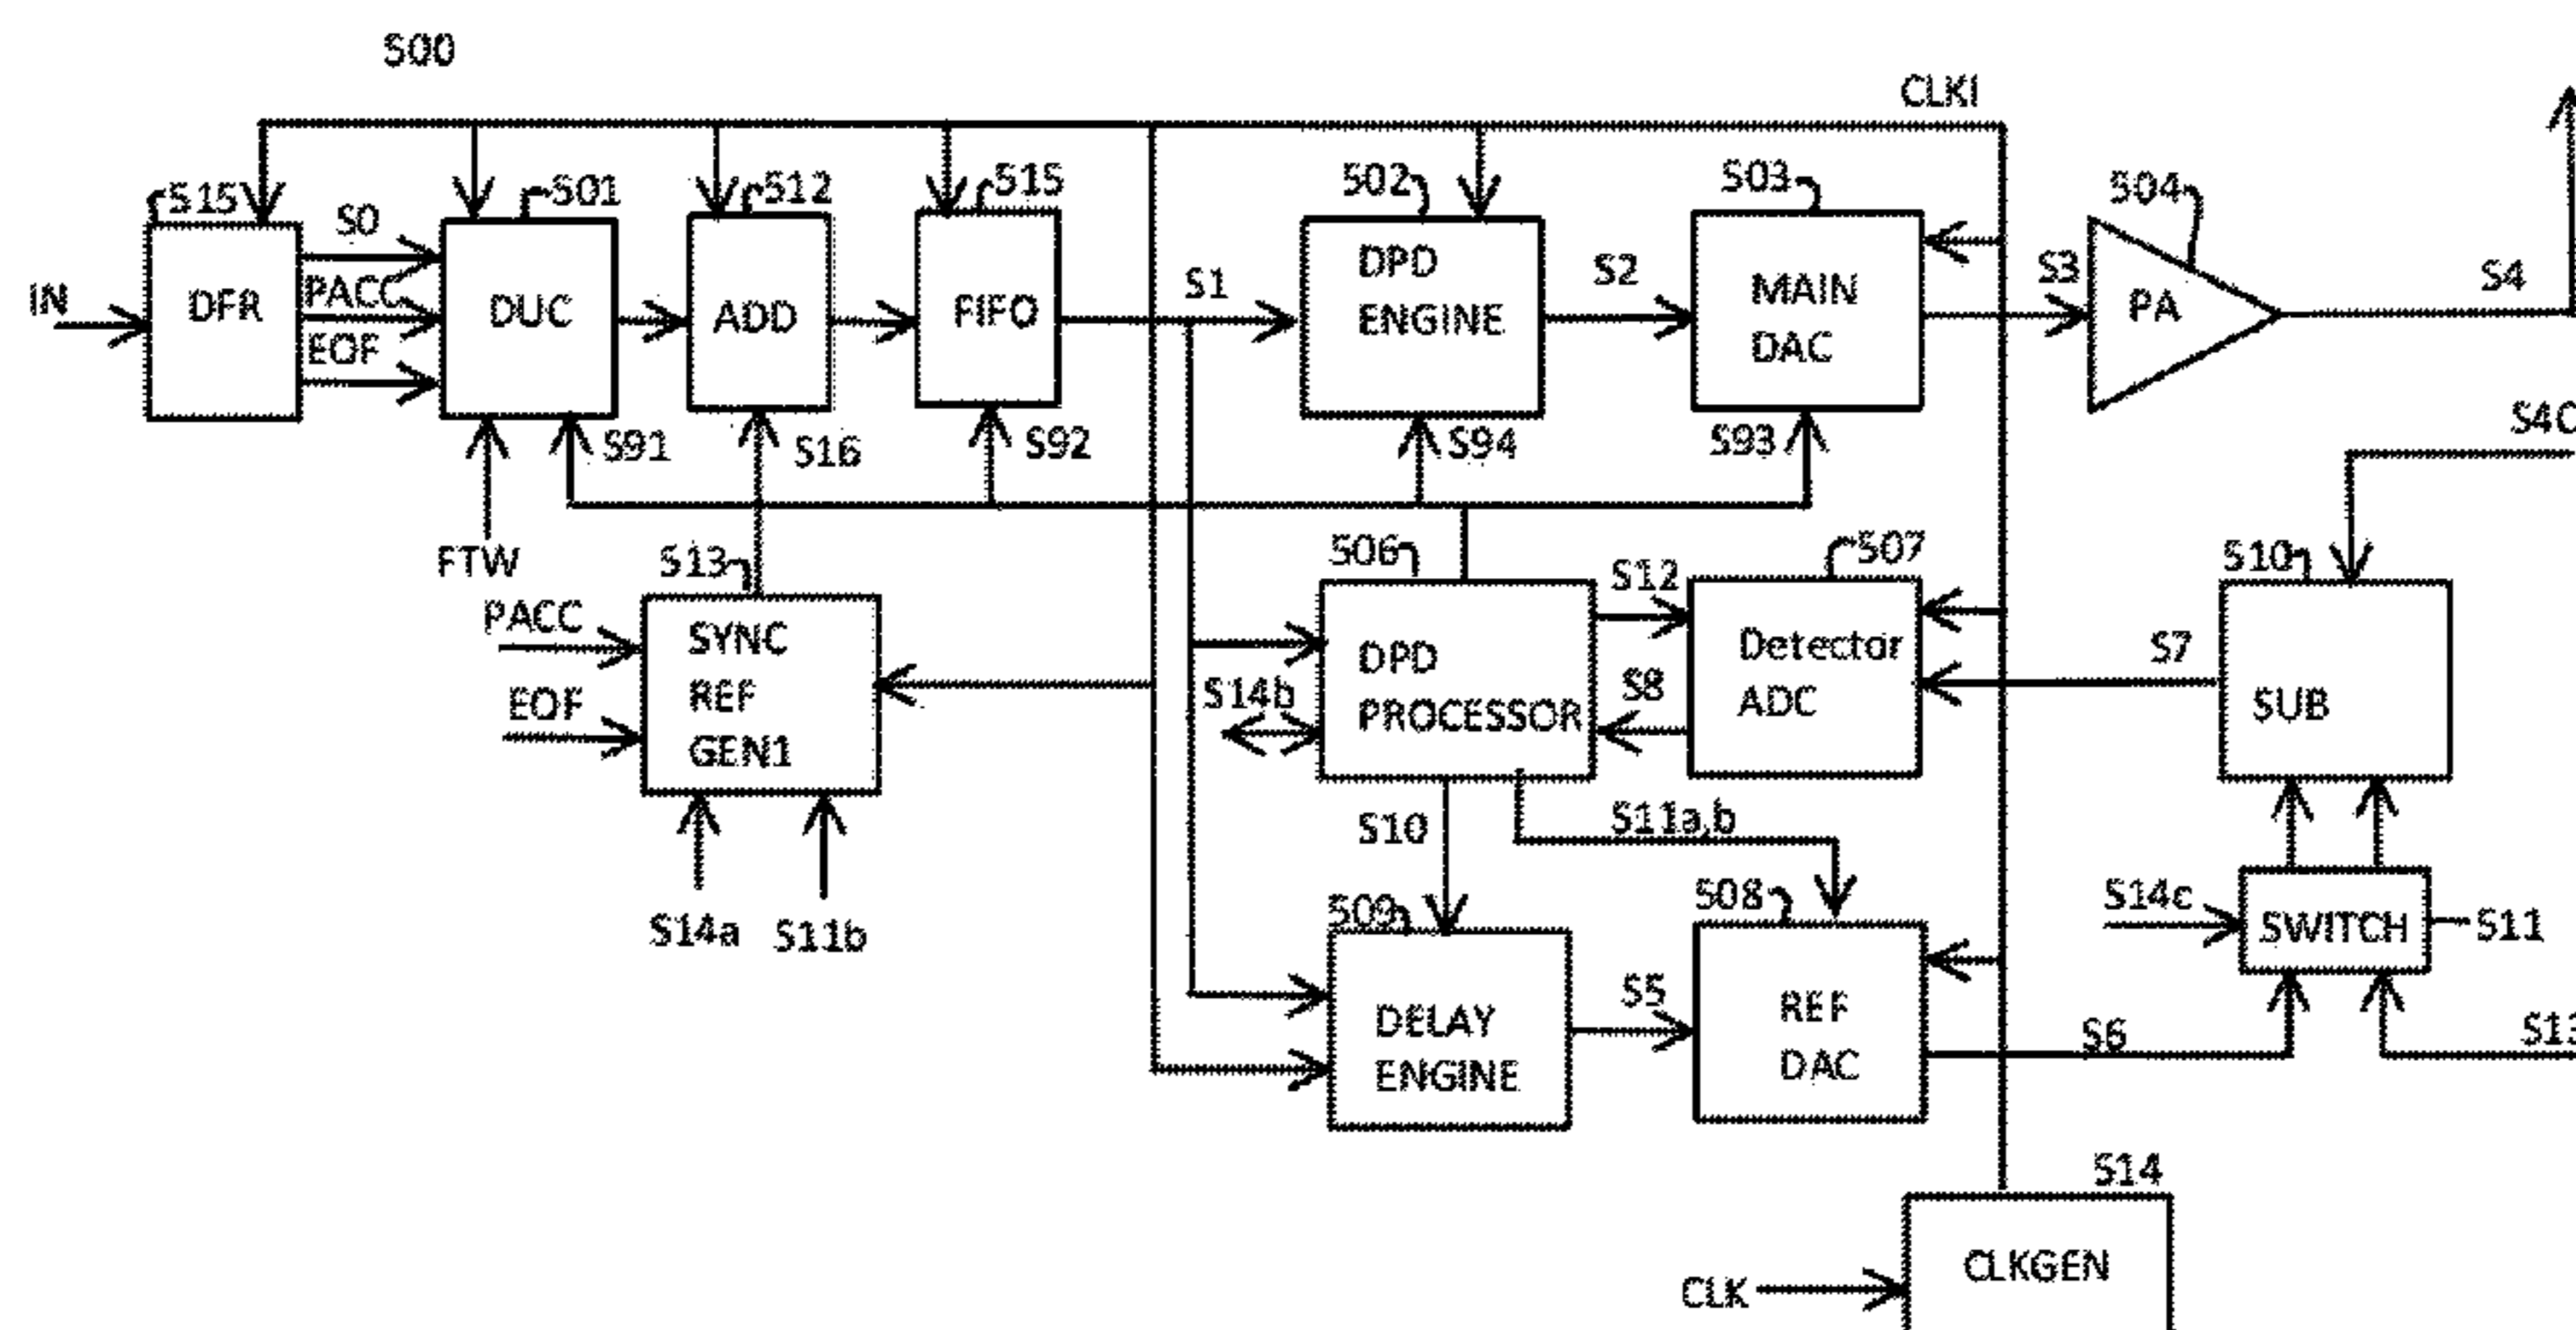 500
CLKI
515
S0
501
512
515
502
503
504
IN
DFR
PACC
EOF
DUC
ADD
FIFO
S1
DPD
ENGINE
S2
MAIN
DAC
S3
PA
S4
S91
S16
S92
S94
S93
FTW
513
PACC
EOF
SYNC
REF
GEN1
S14a
S11b
506
S12
507
510
S14b
DPD
PROCESSOR
S8
Detector
ADC
S7
SUB
S10
S11a,b
509
508
S14c
SWITCH
511
DELAY
ENGINE
S5
REF
DAC
S6
514
CLK
CLKGEN